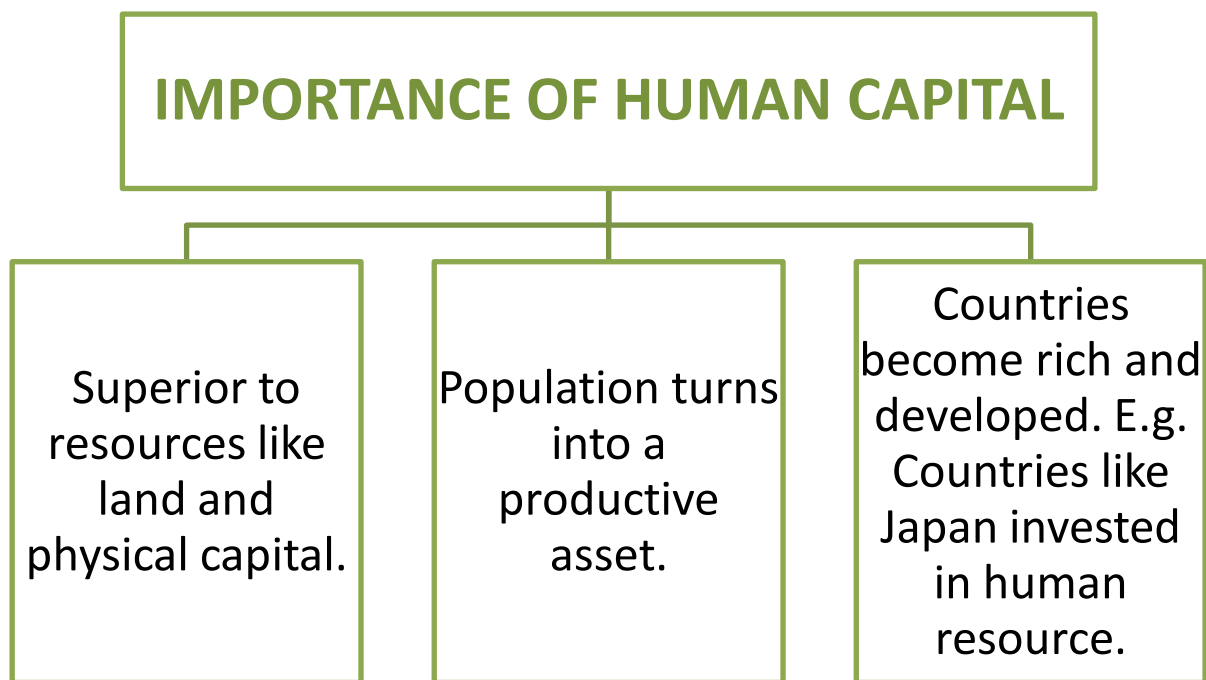 IMPORTANCE OF HUMAN CAPITAL
Superior to
resources like
land and
physical capital.
Population turns
into a
productive
asset.
Countries
become rich and
developed. E.g.
Countries like
Japan invested
in human
resource.